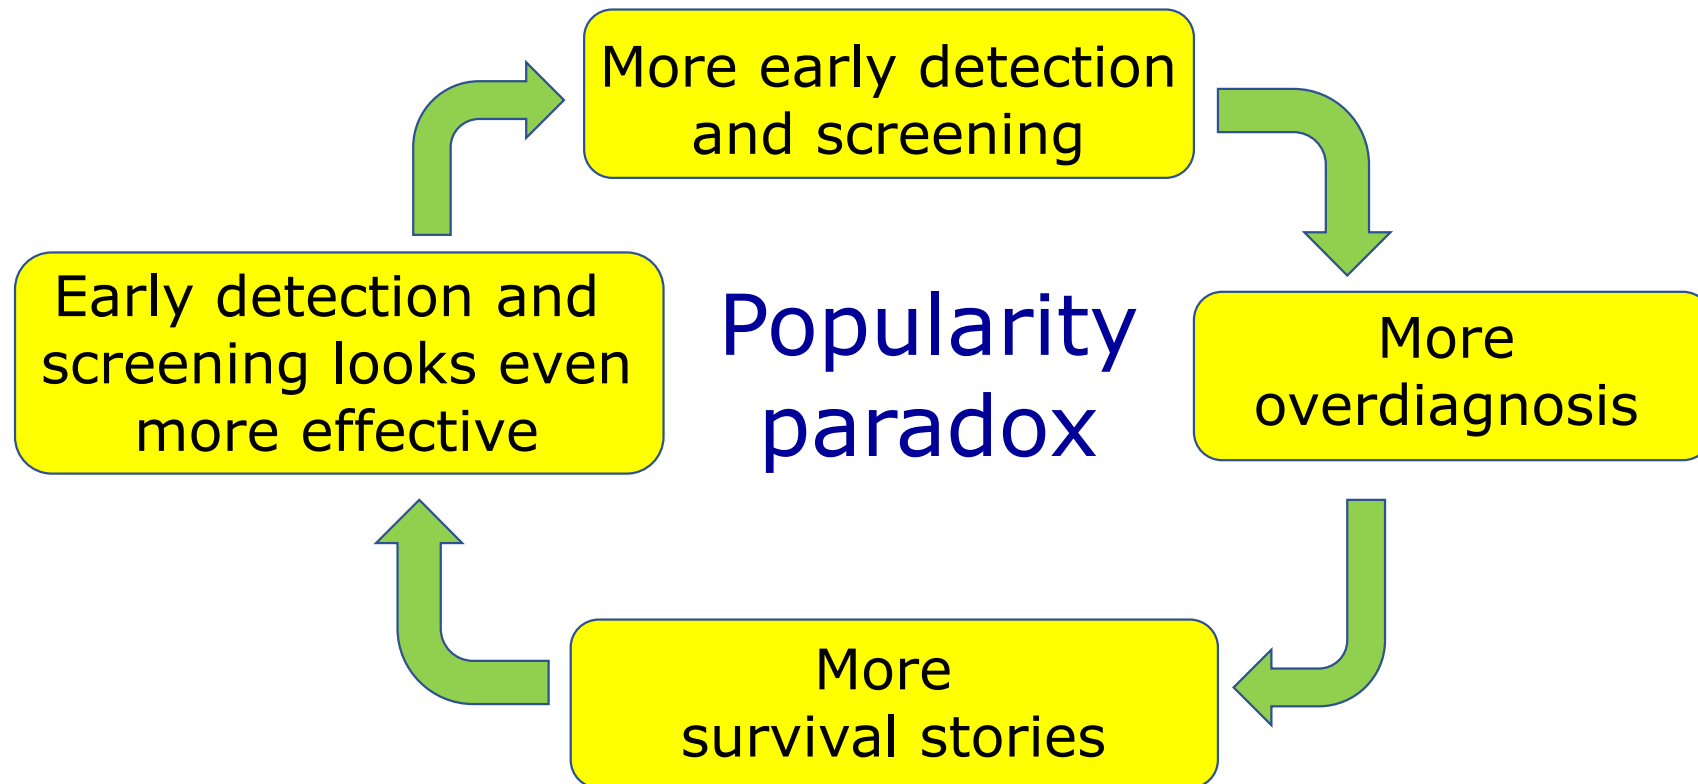 More early detection
and screening
Early detection and
screening looks even
more effective
Popularity
paradox
More
overdiagnosis
More
survival stories